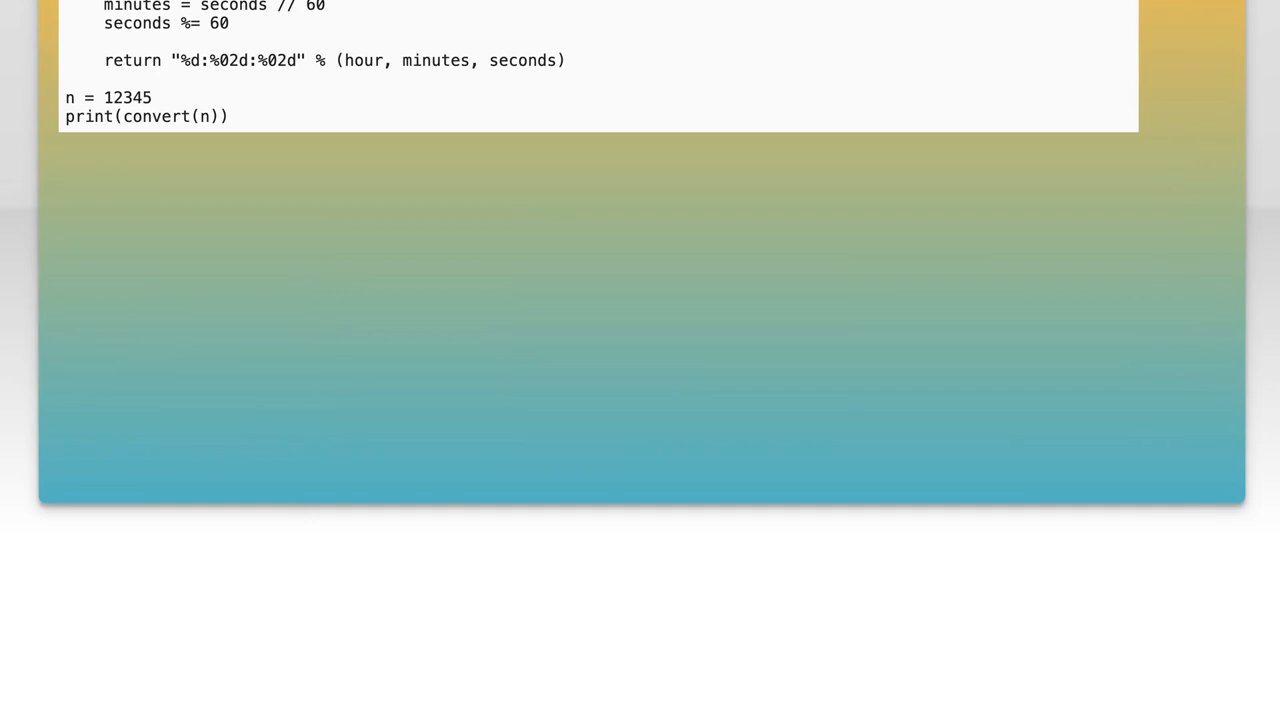 minutes = seconds // 60
seconds %= 60
return "%d:%02d:%02d" % (hour, minutes, seconds)
n = 12345
print(convert(n))